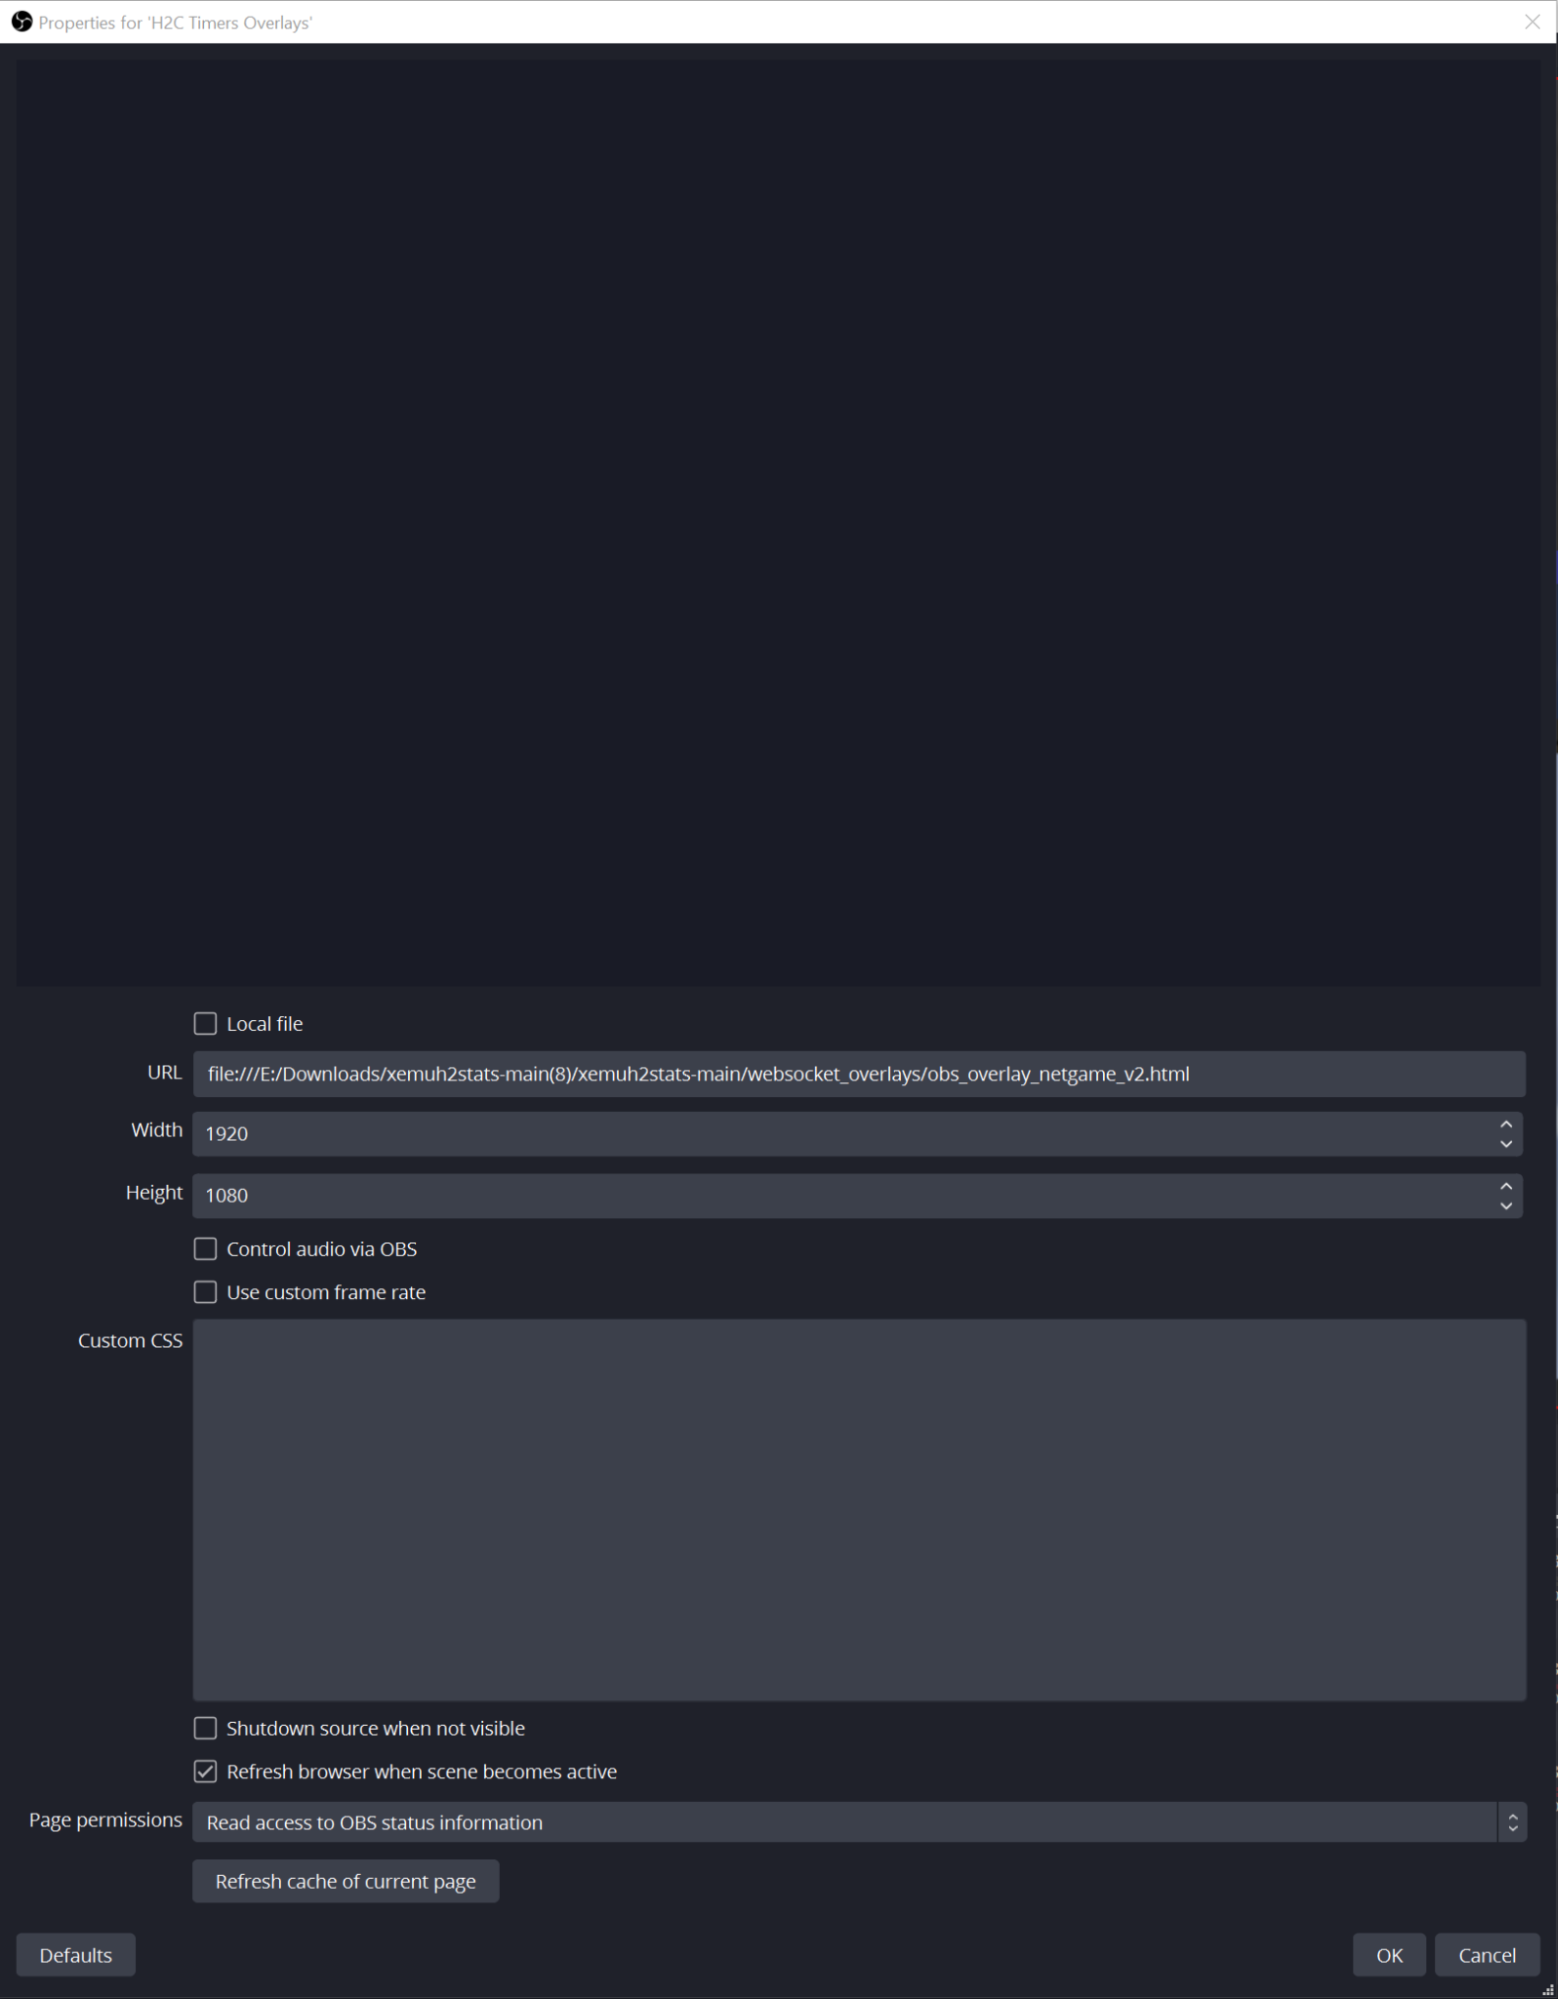 Properties for 'H2C Timers Overlays'
Local file
URL file:///E:/Downloads/xemuh2stats-main(8)/xemuh2stats-main/websocket_overlays/obs_overlay_netgame_v2.html
Width 1920
Height 1080
Control audio via OBS
Use custom frame rate
Custom CSS
Shutdown source when not visible
Refresh browser when scene becomes active
Page permissions Read access to OBS status information
Refresh cache of current page
Defaults OK Cancel